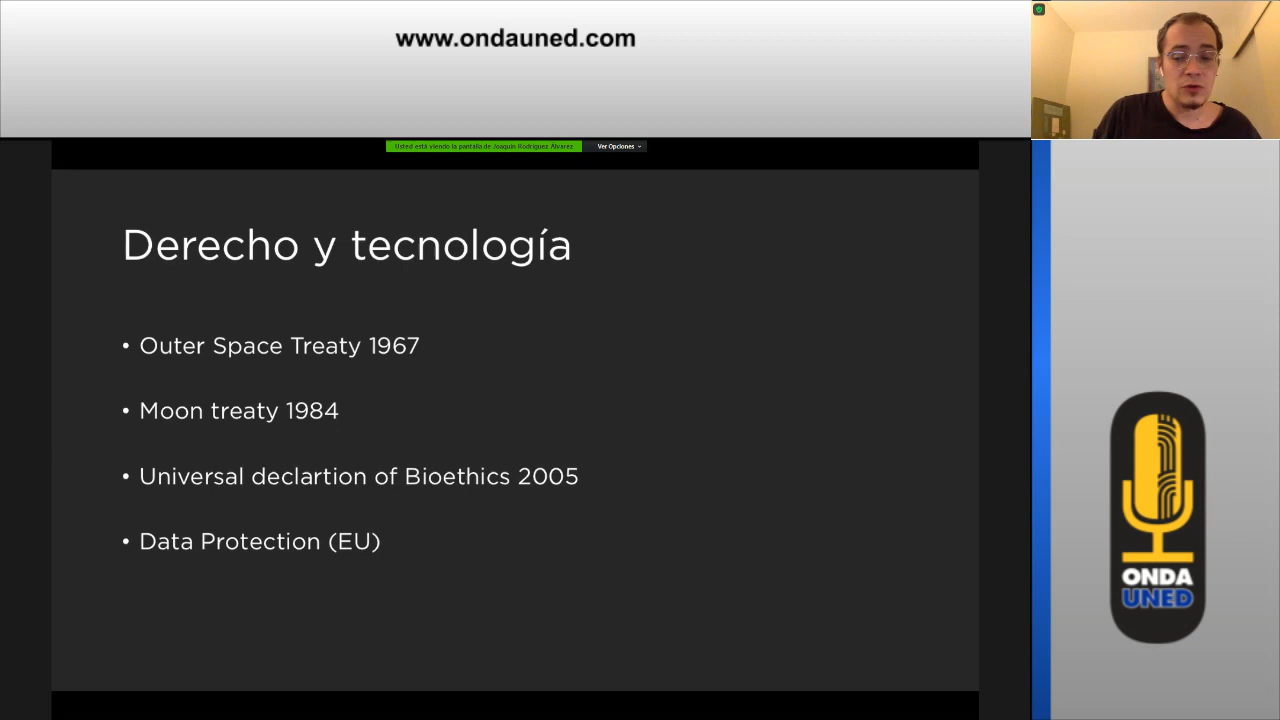 www.ondauned.com
Usted está viendo la pantalla de Joaquín Rodríguez Álvarez
Ver Opciones
Derecho y tecnología
• Outer Space Treaty 1967
• Moon treaty 1984
• Universal declartion of Bioethics 2005
• Data Protection (EU)
ONDA
UNED